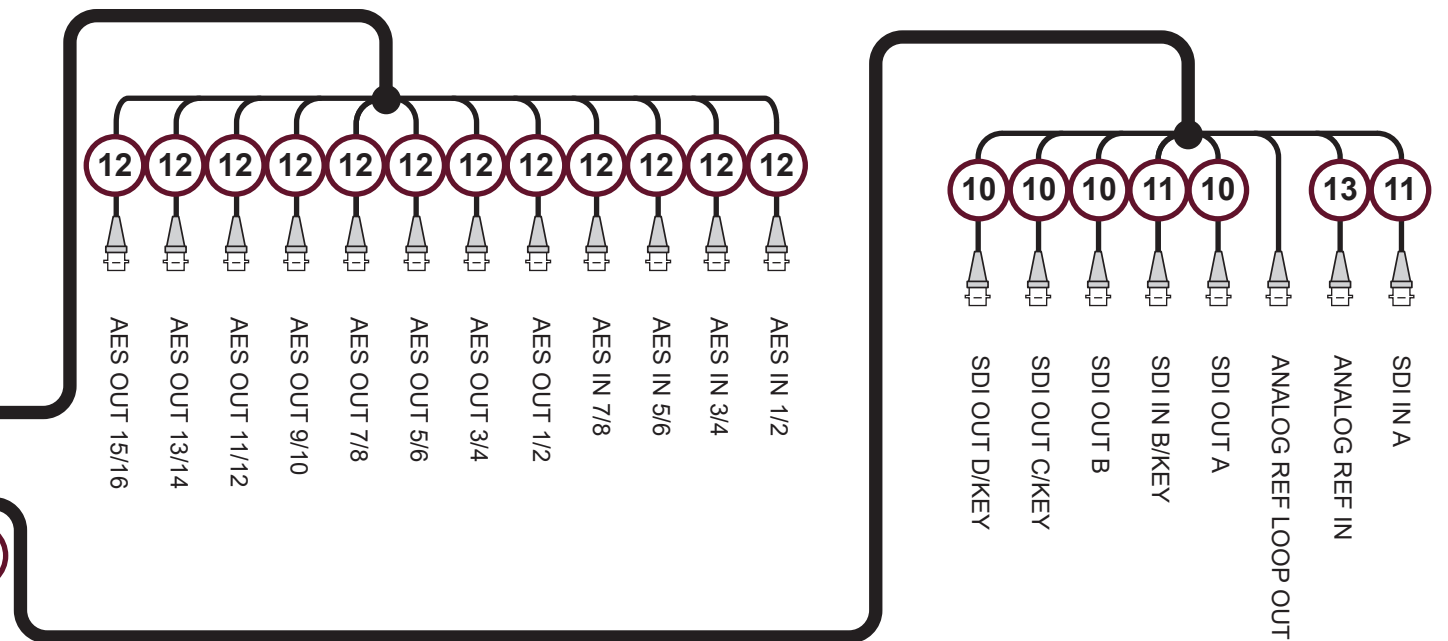 12
12
12
12
12
12
12
12
12
12
12
12
10
10
10
11
10
13
11
AES OUT 15/16
AES OUT 13/14
AES OUT 11/12
AES OUT 9/10
AES OUT 7/8
AES OUT 5/6
AES OUT 3/4
AES OUT 1/2
AES IN 7/8
AES IN 5/6
AES IN 3/4
AES IN 1/2
SDI OUT D/KEY
SDI OUT C/KEY
SDI OUT B
SDI IN B/KEY
SDI OUT A
ANALOG REF LOOP OUT
ANALOG REF IN
SDI IN A